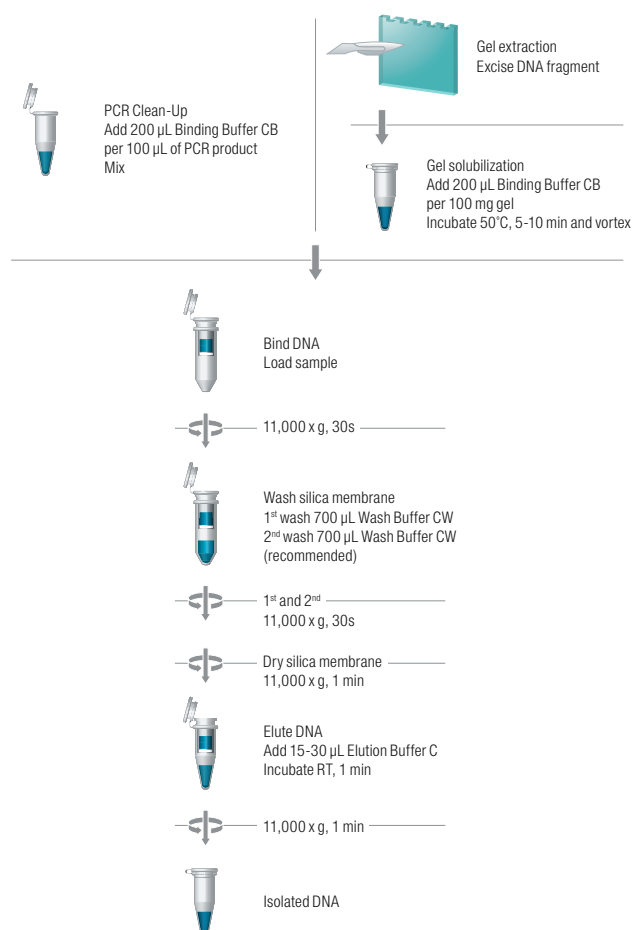 PCR Clean-Up
Add 200 µL Binding Buffer CB
per 100 µL of PCR product
Mix
Gel extraction
Excise DNA fragment
Gel solubilization
Add 200 µL Binding Buffer CB
per 100 mg gel
Incubate 50˚C, 5-10 min and vortex
Bind DNA
Load sample
11,000 x g, 30s
Wash silica membrane
1st wash 700 µL Wash Buffer CW
2nd wash 700 µL Wash Buffer CW
(recommended)
1st and 2nd
11,000 x g, 30s
Dry silica membrane
11,000 x g, 1 min
Elute DNA
Add 15-30 µL Elution Buffer C
Incubate RT, 1 min
11,000 x g, 1 min
Isolated DNA